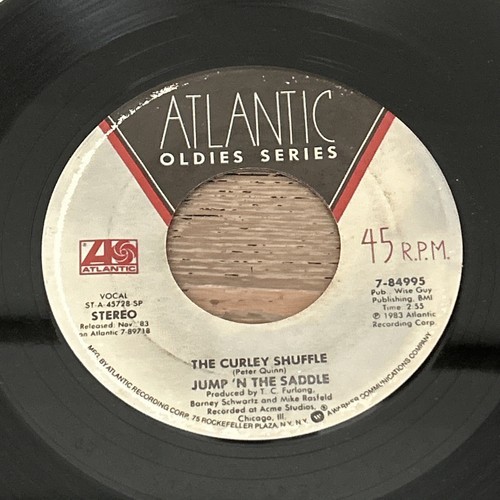 ATLANTIC
OLDIES SERIES
45 R.P.M.
ATLANTIC
VOCAL
ST-A-45728-SP
STEREO
Released Nov. '83
on Atlantic 7-89718
7-84995
Pub. Wise Guy
Publishing, BMI
Time: 2:55
℗ 1983 Atlantic
Recording Corp.
THE CURLEY SHUFFLE
(Peter Quinn)
JUMP 'N THE SADDLE
Produced by T. C. Furlong,
Barney Schwartz and Mike Rasfeld
Recorded at Acme Studios,
Chicago, Ill.
MFG. BY ATLANTIC RECORDING CORP. 75 ROCKEFELLER PLAZA, N.Y. N.Y. A WARNER COMMUNICATIONS COMPANY